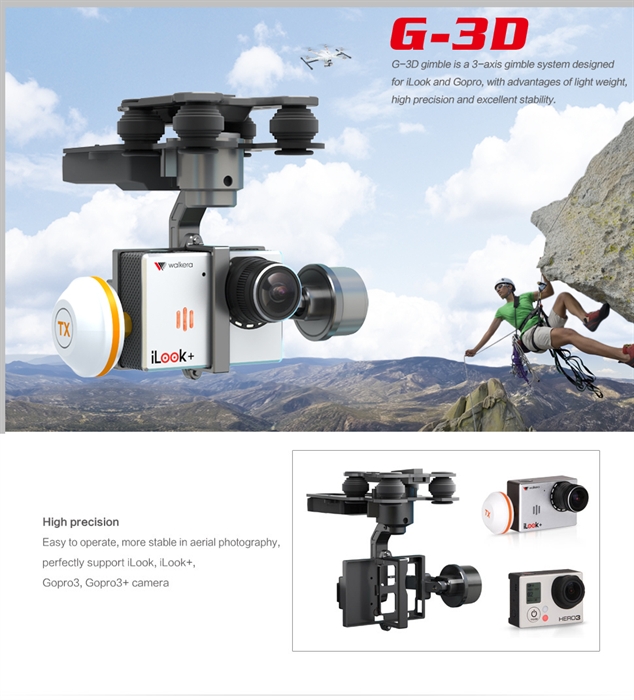 G-3D
G-3D gimble is a 3-axis gimble system designed
for iLook and Gopro, with advantages of light weight,
high precision and excellent stability.
walkera
TX
iLook+
High precision
Easy to operate, more stable in aerial photography,
perfectly support iLook, iLook+,
Gopro3, Gopro3+ camera
walkera
TX
iLook+
HERO3